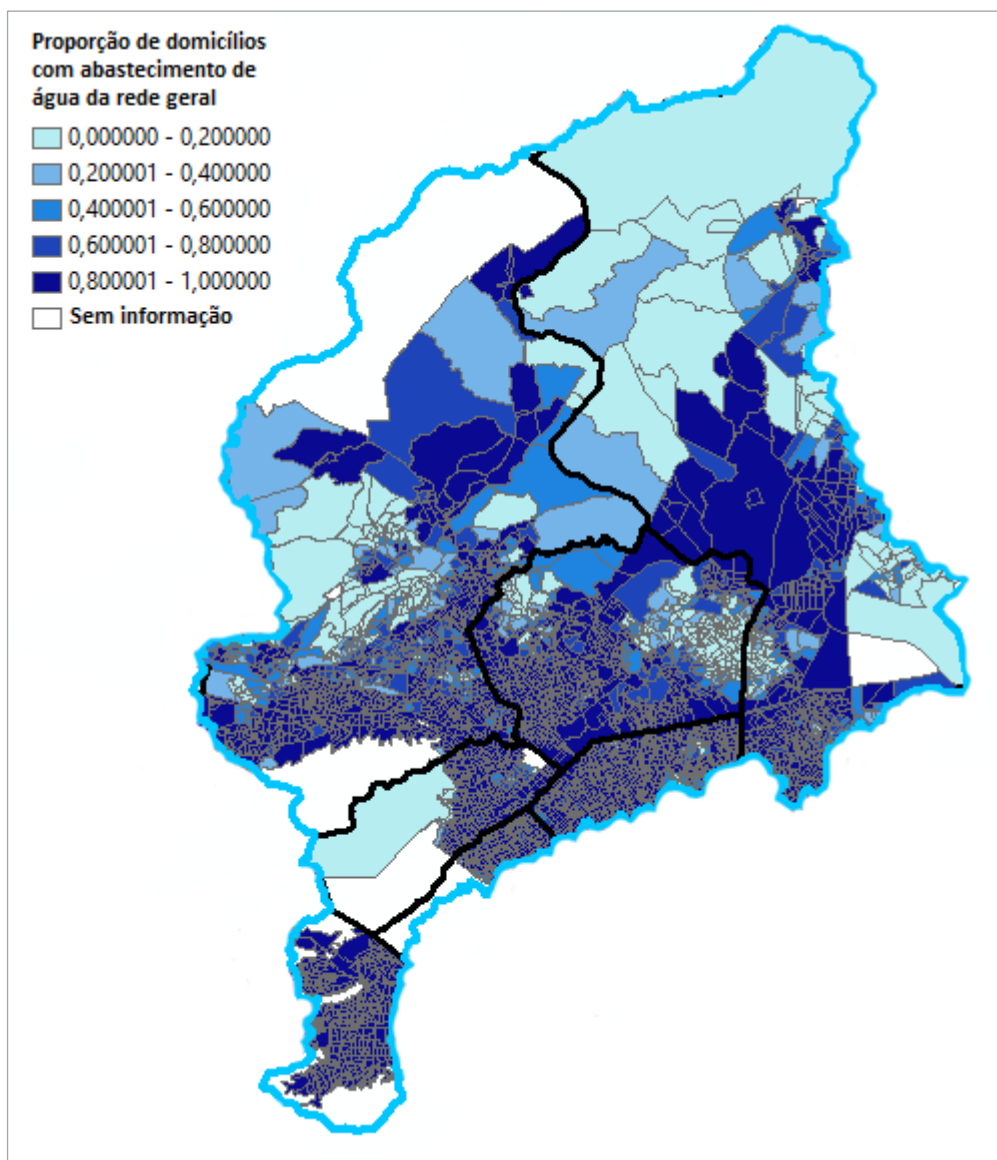 Proporção de domicílios
com abastecimento de
água da rede geral
0,000000 - 0,200000
0,200001 - 0,400000
0,400001 - 0,600000
0,600001 - 0,800000
0,800001 - 1,000000
Sem informação